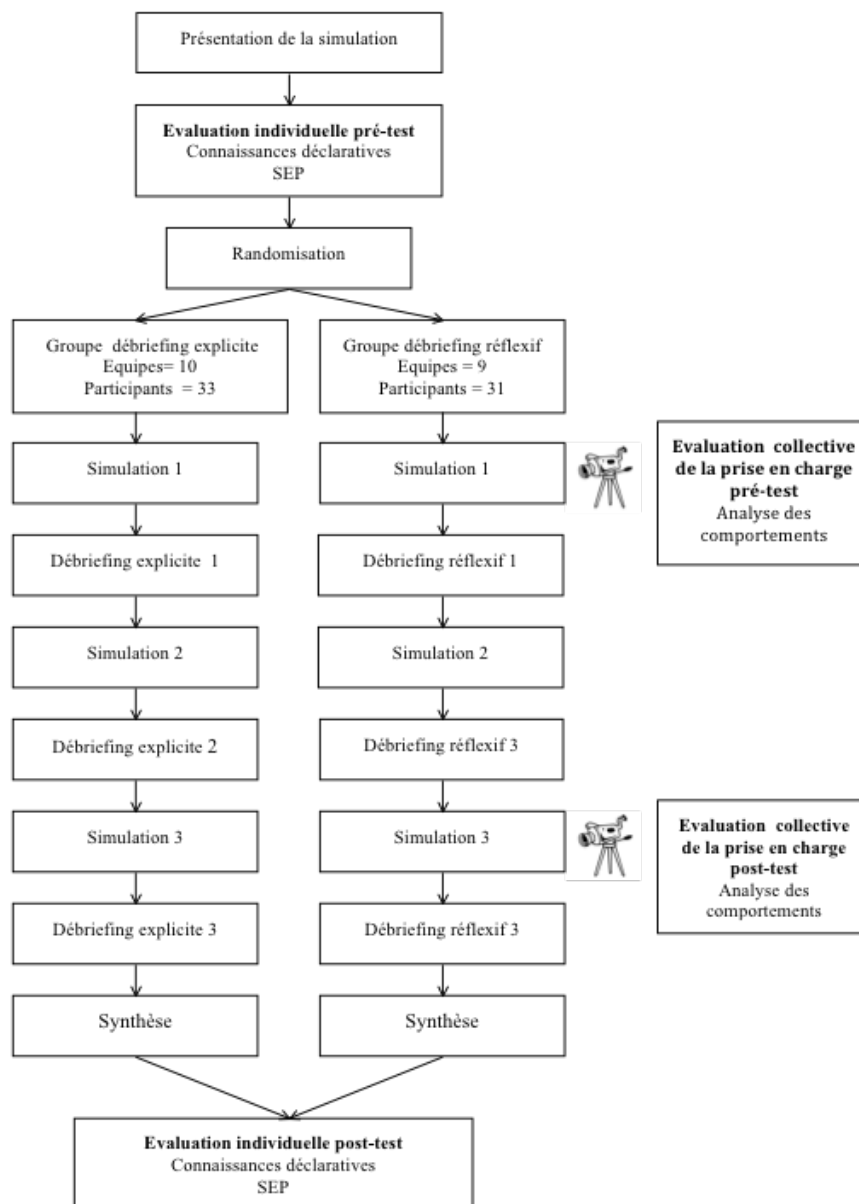 Présentation de la simulation
Evaluation individuelle pré-test
Connaissances déclaratives
SEP
Randomisation
Groupe débriefing explicite
Equipes= 10
Participants = 33
Groupe débriefing réflexif
Equipes = 9
Participants = 31
Simulation 1
Simulation 1
Evaluation collective
de la prise en charge
pré-test
Analyse des
comportements
Débriefing explicite 1
Débriefing réflexif 1
Simulation 2
Simulation 2
Débriefing explicite 2
Débriefing réflexif 3
Simulation 3
Simulation 3
Evaluation collective
de la prise en charge
post-test
Analyse des
comportements
Débriefing explicite 3
Débriefing réflexif 3
Synthèse
Synthèse
Evaluation individuelle post-test
Connaissances déclaratives
SEP